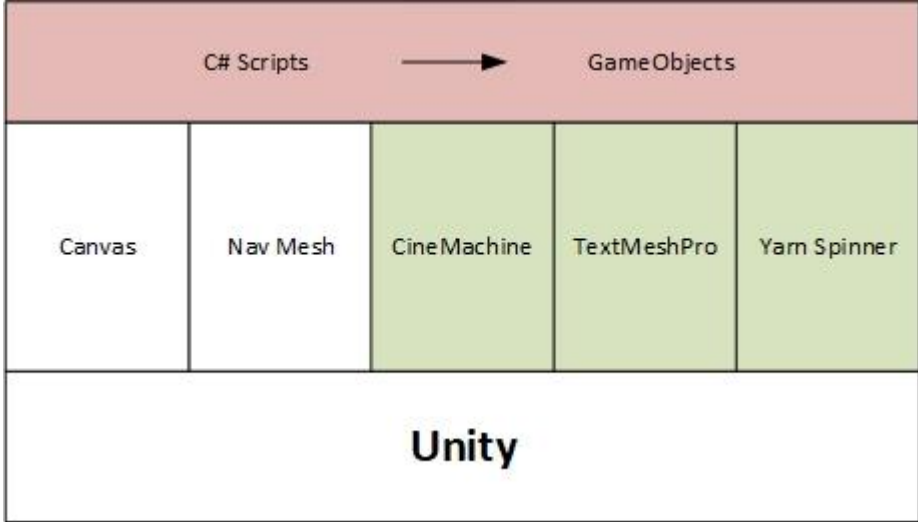 C# Scripts GameObjects
Canvas Nav Mesh CineMachine TextMeshPro Yarn Spinner
Unity